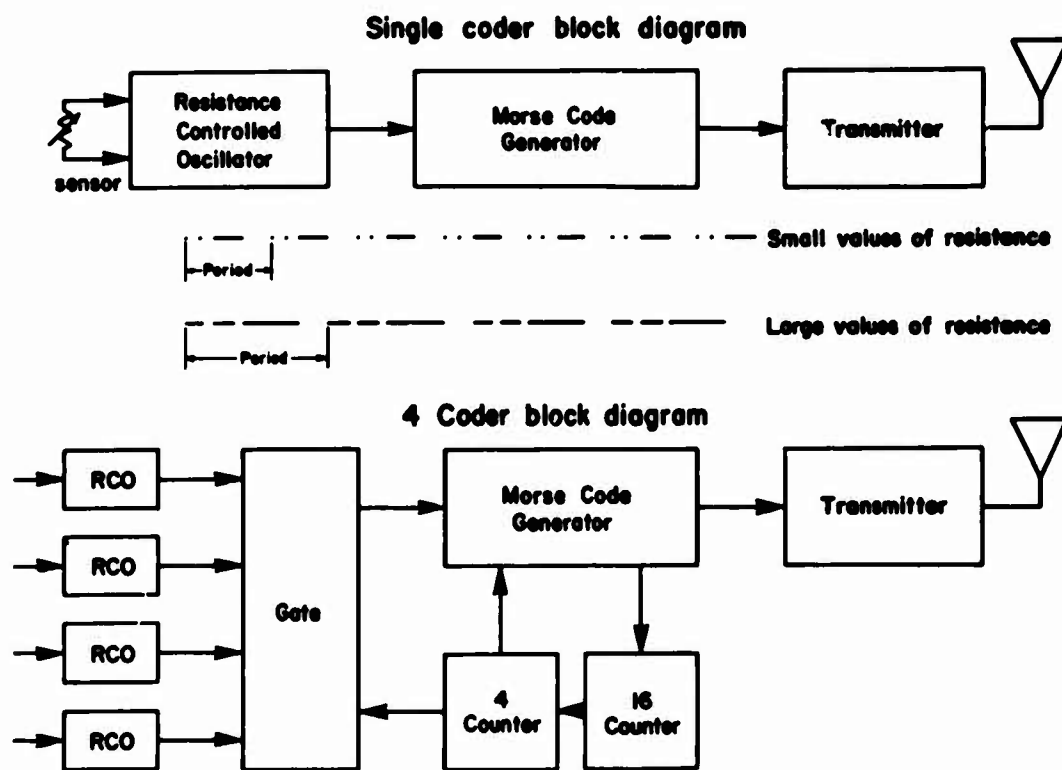 Single coder block diagram
Resistance
Controlled
Oscillator
Morse Code
Generator
Transmitter
sensor
Small values of resistance
Period
Large values of resistance
Period
4 Coder block diagram
RCO
RCO
RCO
RCO
Gate
Morse Code
Generator
Transmitter
4
Counter
16
Counter